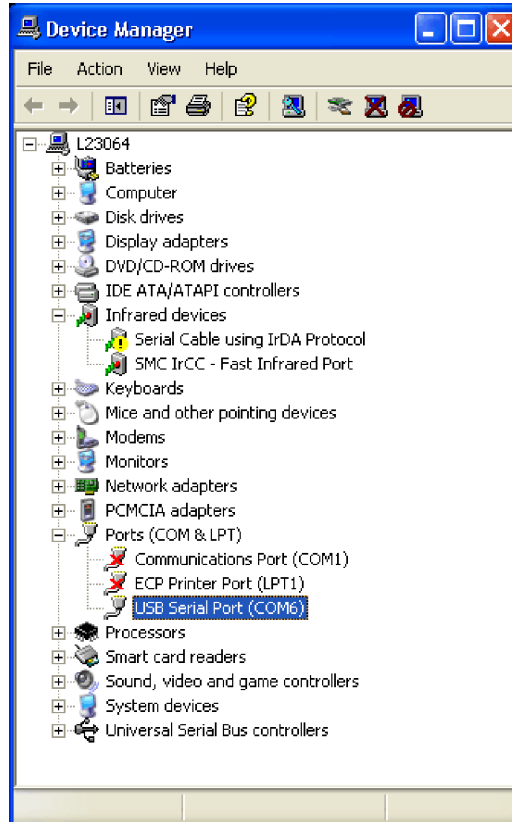 Device Manager
File Action View Help
L23064
Batteries
Computer
Disk drives
Display adapters
DVD/CD-ROM drives
IDE ATA/ATAPI controllers
Infrared devices
Serial Cable using IrDA Protocol
SMC IrCC - Fast Infrared Port
Keyboards
Mice and other pointing devices
Modems
Monitors
Network adapters
PCMCIA adapters
Ports (COM & LPT)
Communications Port (COM1)
ECP Printer Port (LPT1)
USB Serial Port (COM6)
Processors
Smart card readers
Sound, video and game controllers
System devices
Universal Serial Bus controllers